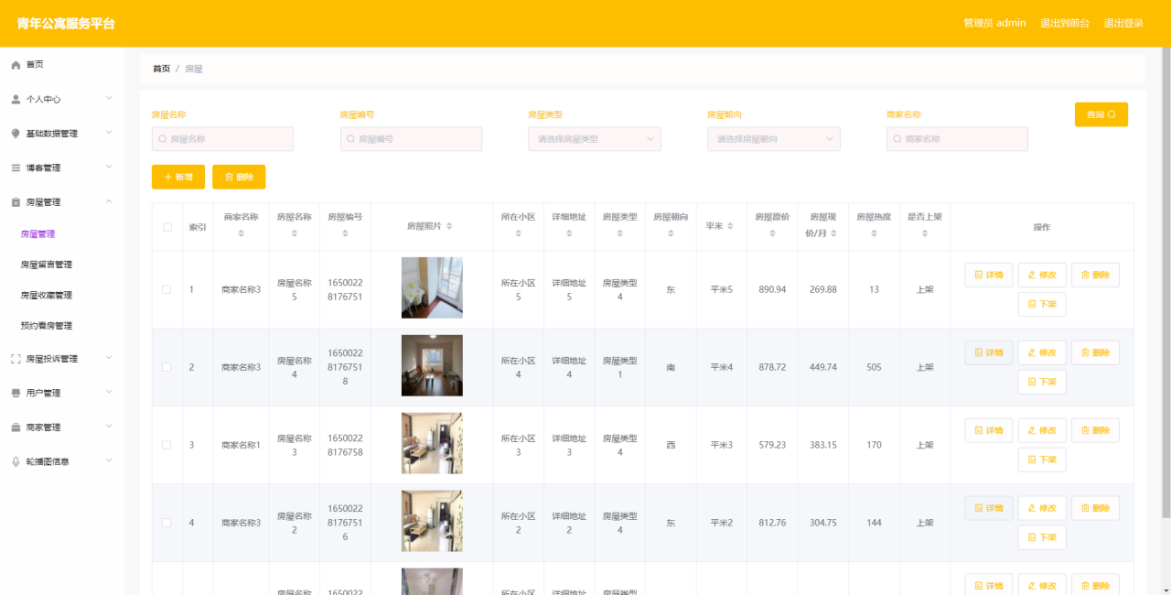 青年公寓服务平台
管理员 admin 退出到前台 退出登录
首页
个人中心
基础数据管理
博客管理
房屋管理
房屋管理
房屋留言管理
房屋收藏管理
预约看房管理
房屋投诉管理
用户管理
商家管理
轮播图信息
首页 / 房屋
房屋名称 房屋编号 房屋类型 房屋朝向 商家名称
房屋名称 房屋编号 请选择房屋类型 请选择房屋朝向 商家名称 查询
+ 新增 删除
索引 商家名称 房屋名称 房屋编号 房屋照片 所在小区 详细地址 房屋类型 房屋朝向 平米 房屋原价 房屋现价/月 房屋热度 是否上架 操作
1 商家名称3 房屋名称5 16500228176751 所在小区5 详细地址5 房屋类型4 东 平米5 890.94 269.88 13 上架 详情 修改 删除
下架
2 商家名称3 房屋名称4 165002281767518 所在小区4 详细地址4 房屋类型1 南 平米4 878.72 449.74 505 上架 详情 修改 删除
下架
3 商家名称1 房屋名称3 16500228176758 所在小区3 详细地址3 房屋类型4 西 平米3 579.23 383.15 170 上架 详情 修改 删除
下架
4 商家名称3 房屋名称2 165002281767516 所在小区2 详细地址2 房屋类型4 东 平米2 812.76 304.75 144 上架 详情 修改 删除
下架
房屋名称 1650022 所在小区 详细地址 房屋类型 详情 修改 删除